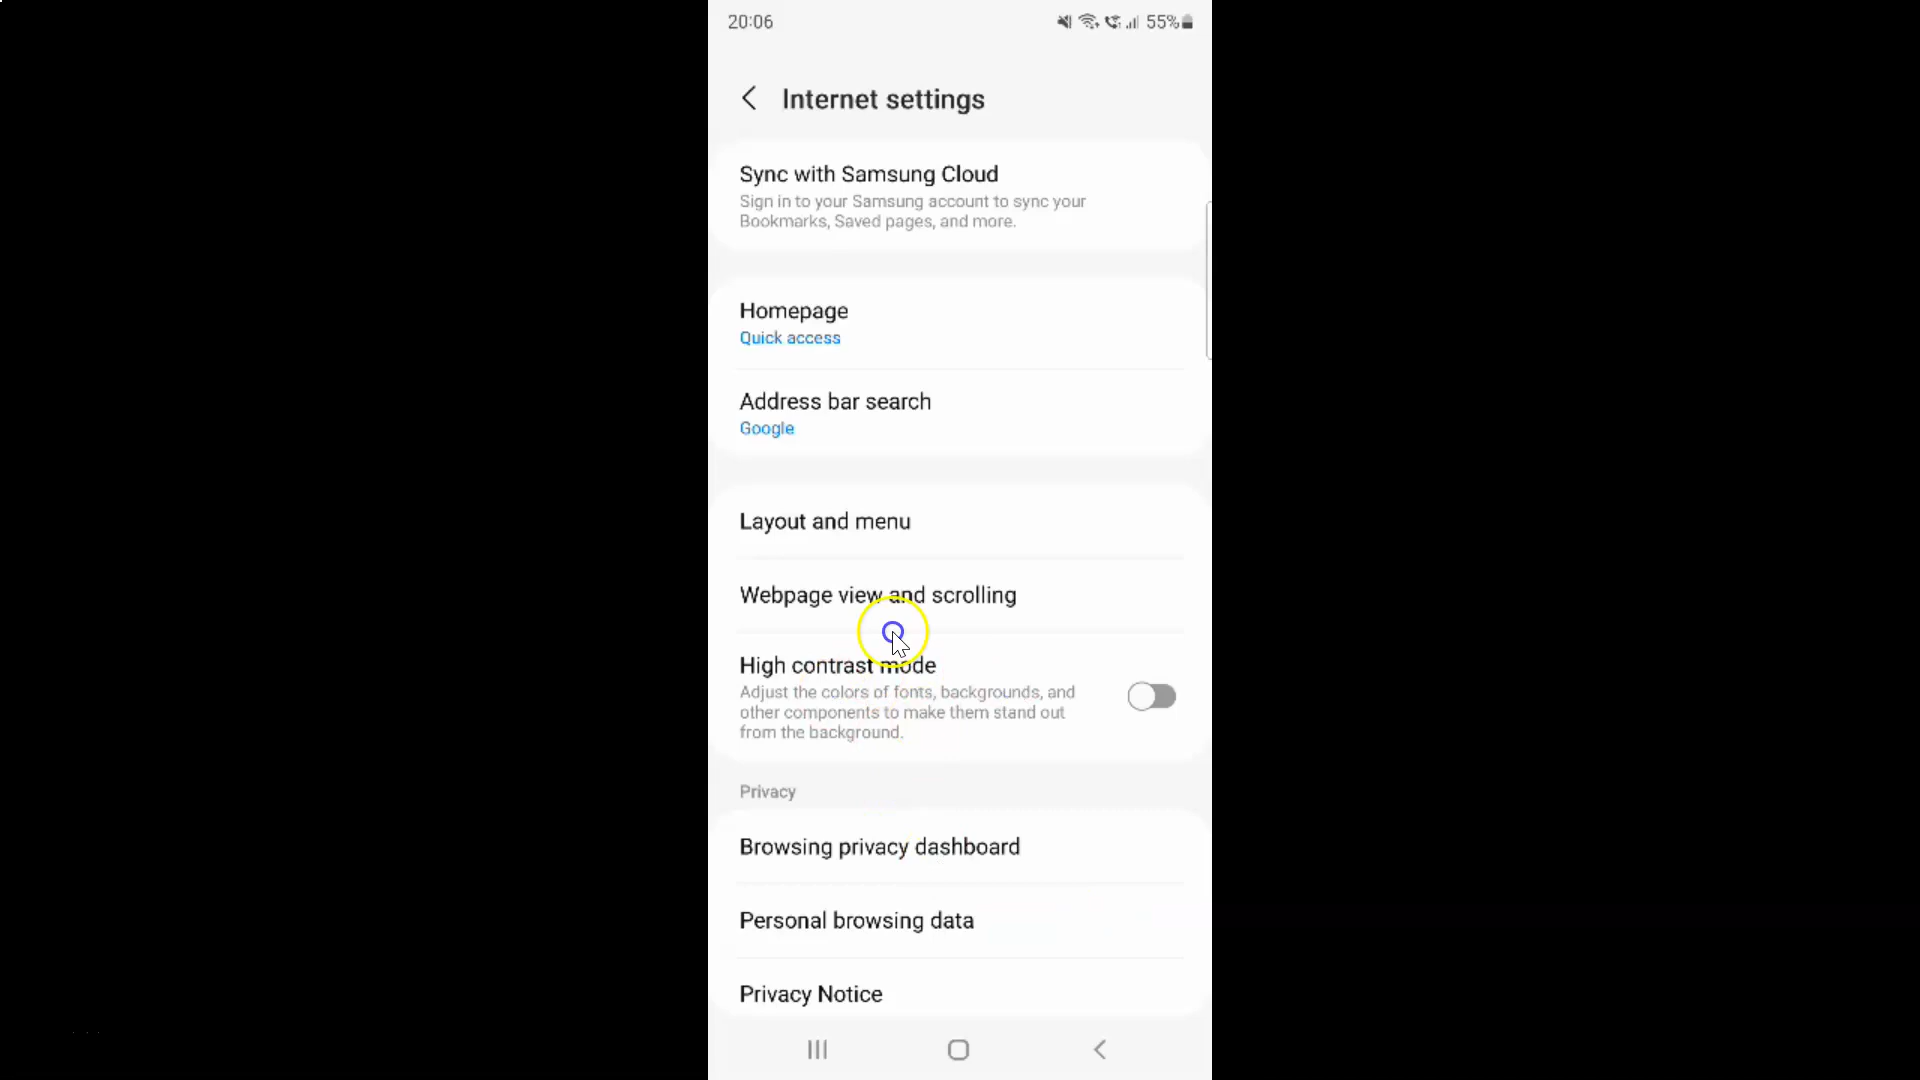 20:06
55%
Internet settings
Sync with Samsung Cloud
Sign in to your Samsung account to sync your
Bookmarks, Saved pages, and more.
Homepage
Quick access
Address bar search
Google
Layout and menu
Webpage view and scrolling
High contrast mode
Adjust the colors of fonts, backgrounds, and
other components to make them stand out
from the background.
Privacy
Browsing privacy dashboard
Personal browsing data
Privacy Notice